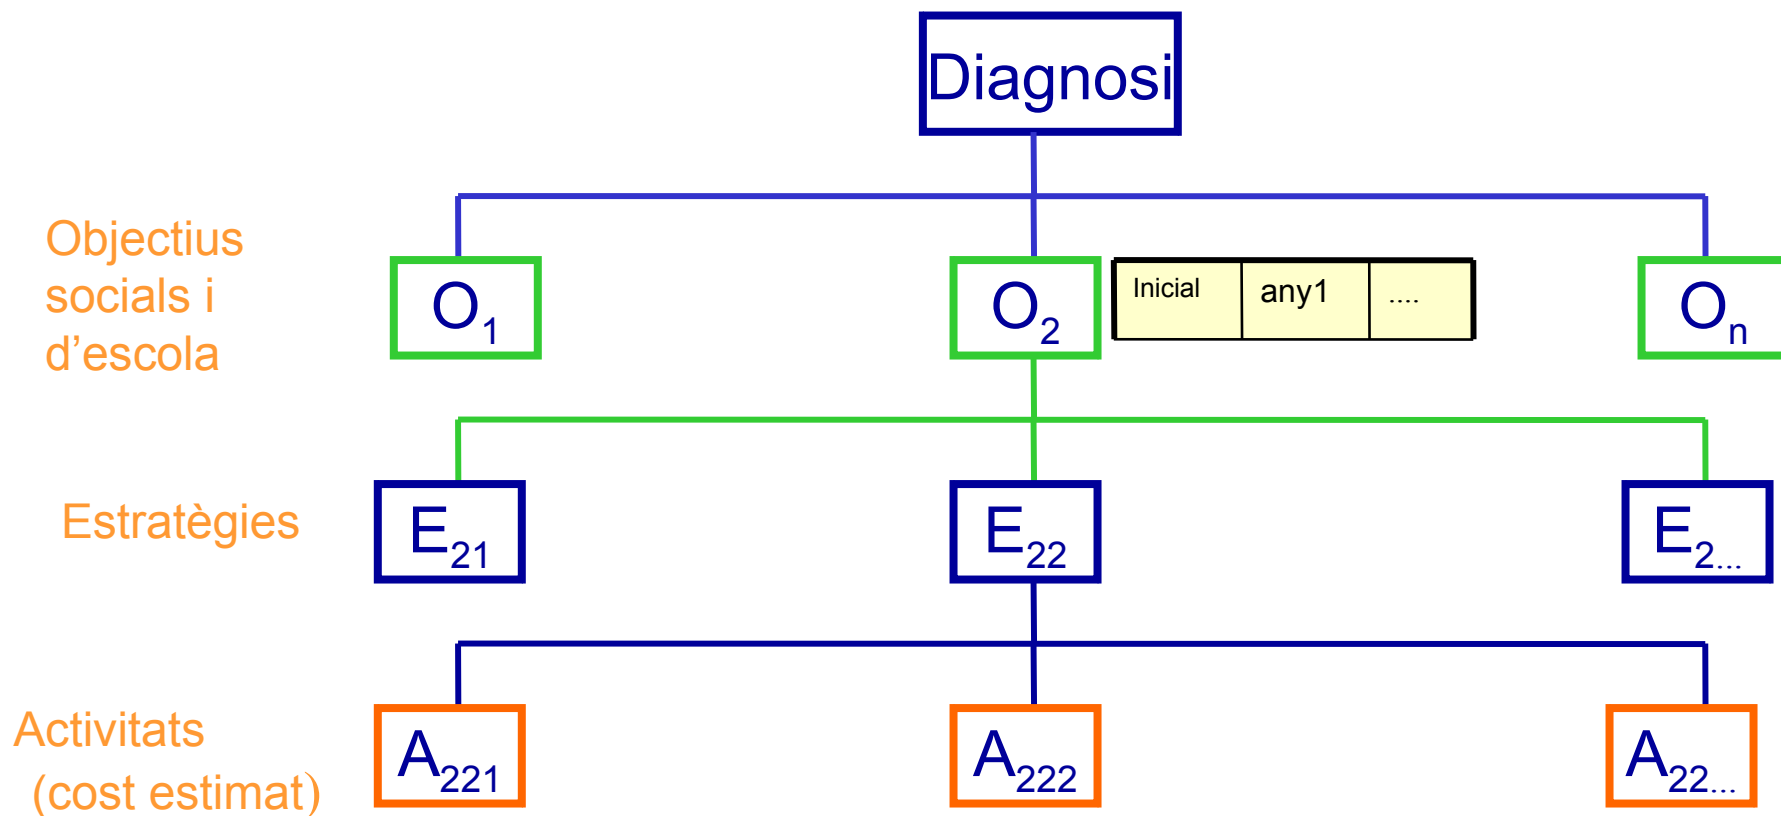 Diagnosi
Objectius
socials i
d’escola
O1
O2
Inicial
any1
....
On
Estratègies
E21
E22
E2...
Activitats
(cost estimat)
A221
A222
A22...